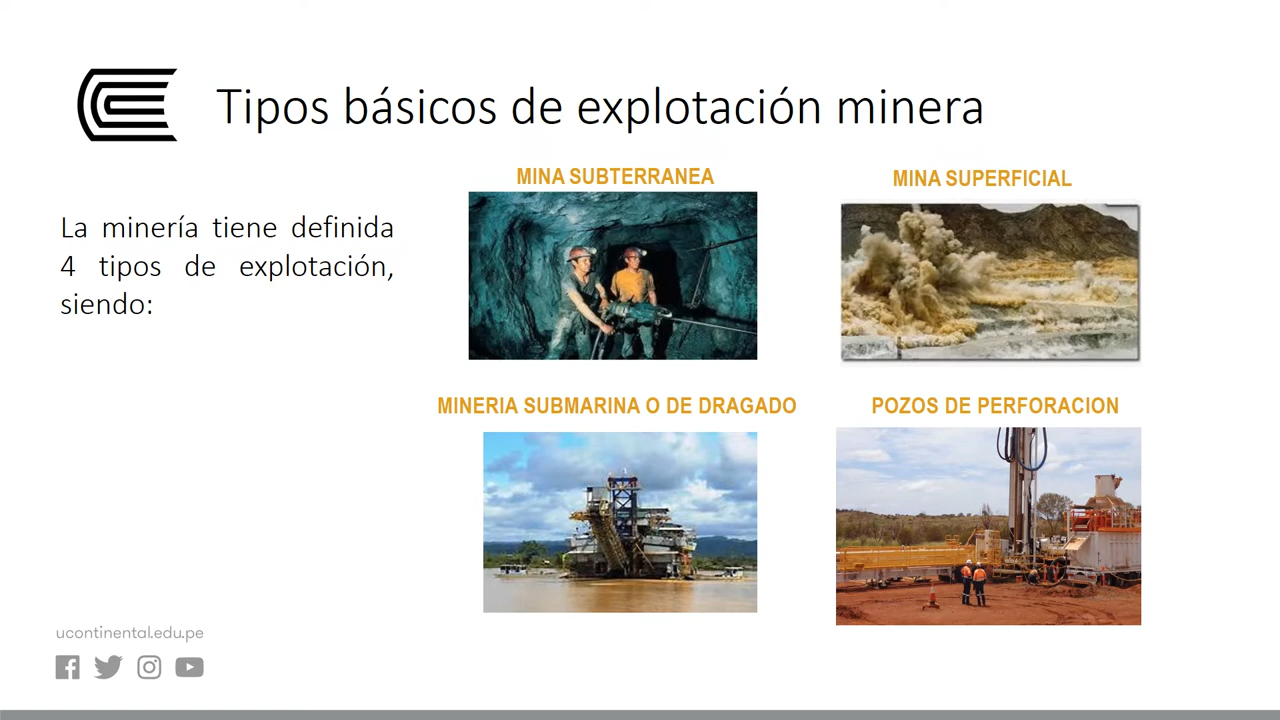 Tipos básicos de explotación minera
La minería tiene definida
4 tipos de explotación,
siendo:
MINA SUBTERRANEA
MINA SUPERFICIAL
MINERIA SUBMARINA O DE DRAGADO
POZOS DE PERFORACION
ucontinental.edu.pe